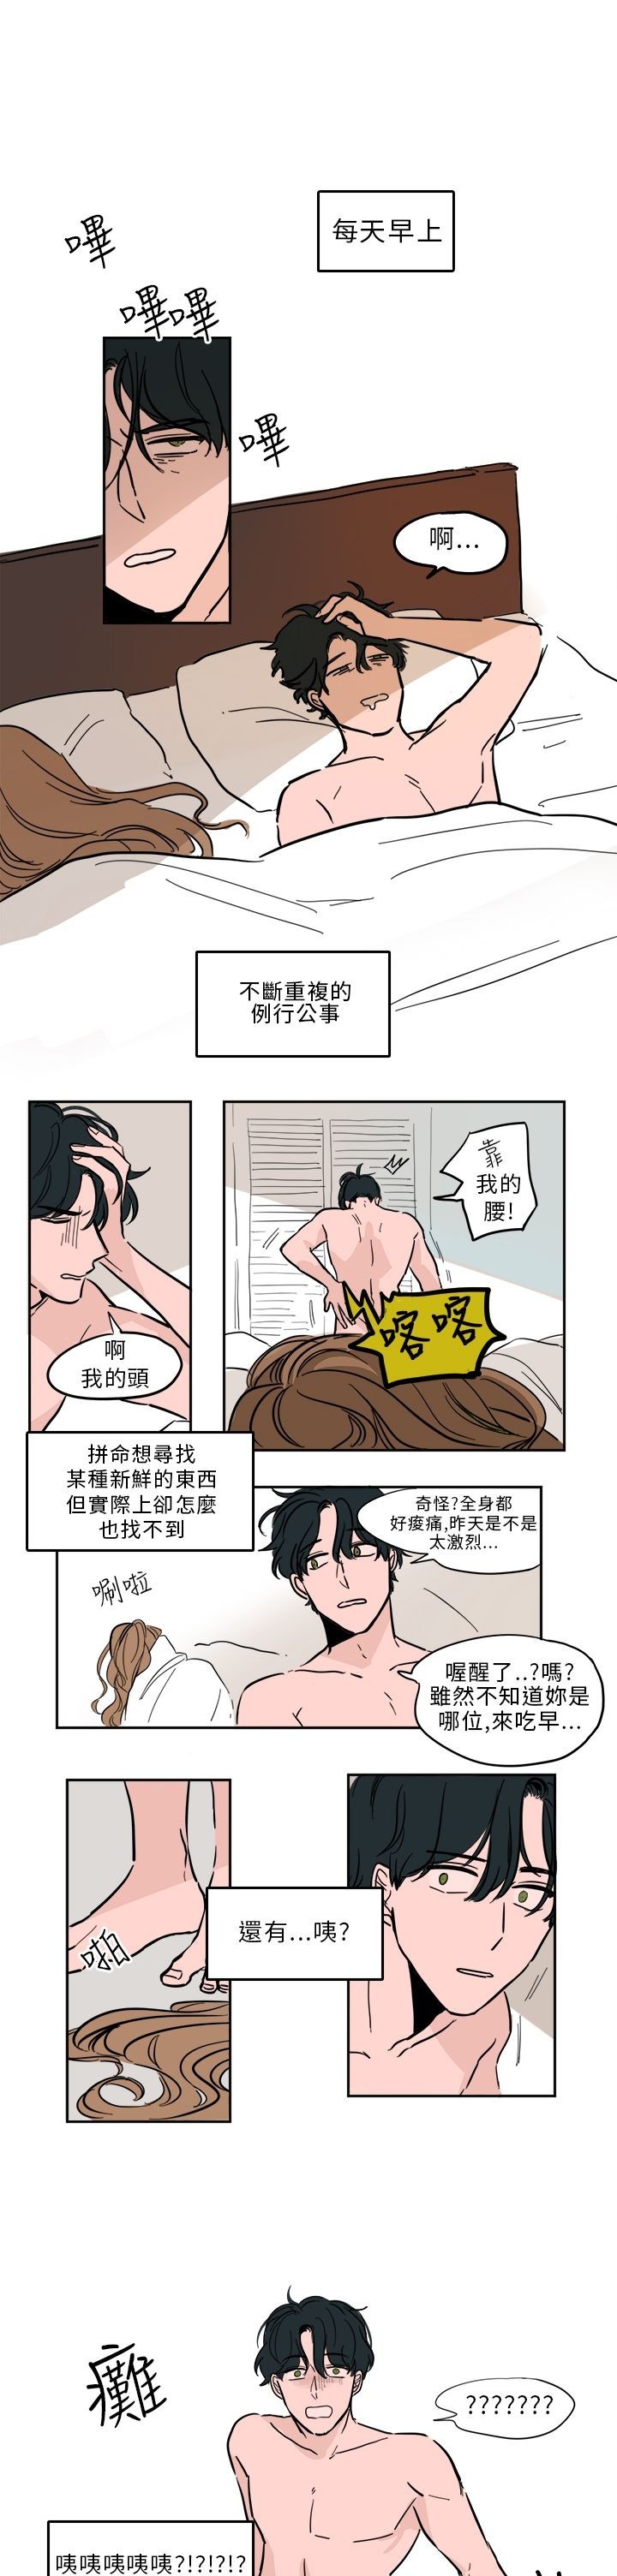 每天早上
嗶
嗶嗶
嗶
啊...
不斷重複的
例行公事
啊
我的頭
靠
我的
腰!
喀喀
拼命想尋找
某種新鮮的東西
但實際上卻怎麼
也找不到
奇怪?全身都
好痠痛,昨天是不是
太激烈...
唰啦
喔醒了..?嗎?
雖然不知道妳是
哪位,來吃早...
還有...咦?
啪
癱
???????
咦咦咦咦咦?!?!?!?